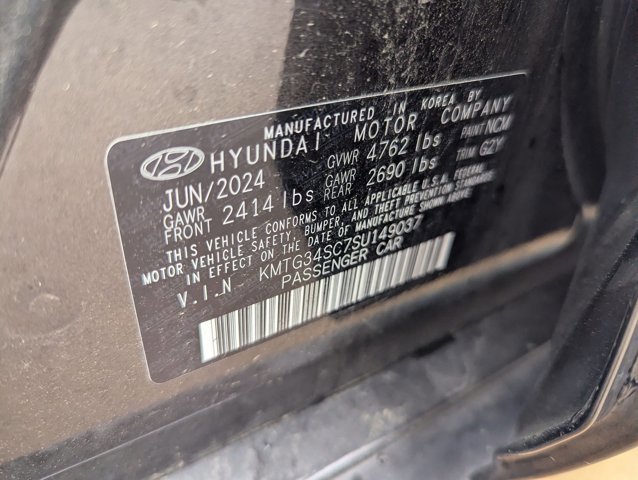 MANUFACTURED IN KOREA BY
HYUNDAI MOTOR COMPANY
JUN/2024 GVWR 4762 lbs PAINT NCM
GAWR FRONT 2414 lbs GAWR REAR 2690 lbs TRIM GZY
THIS VEHICLE CONFORMS TO ALL APPLICABLE U.S.A. FEDERAL
MOTOR VEHICLE SAFETY, BUMPER, AND THEFT PREVENTION STANDARDS
IN EFFECT ON THE DATE OF MANUFACTURE SHOWN ABOVE.
V.I.N KMTG34SC7SU149037
PASSENGER CAR